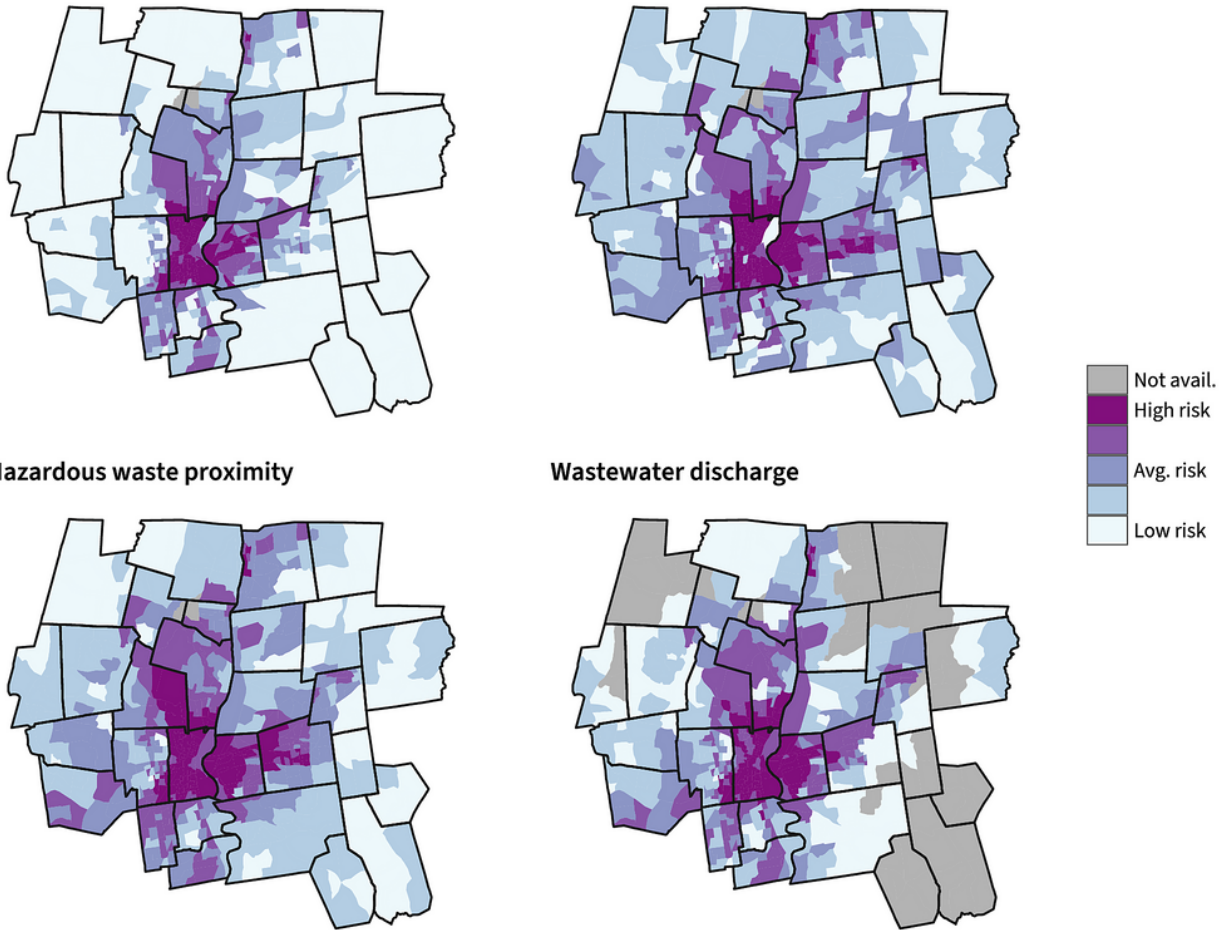 Not avail.
High risk
Avg. risk
Low risk
azardous waste proximity
Wastewater discharge